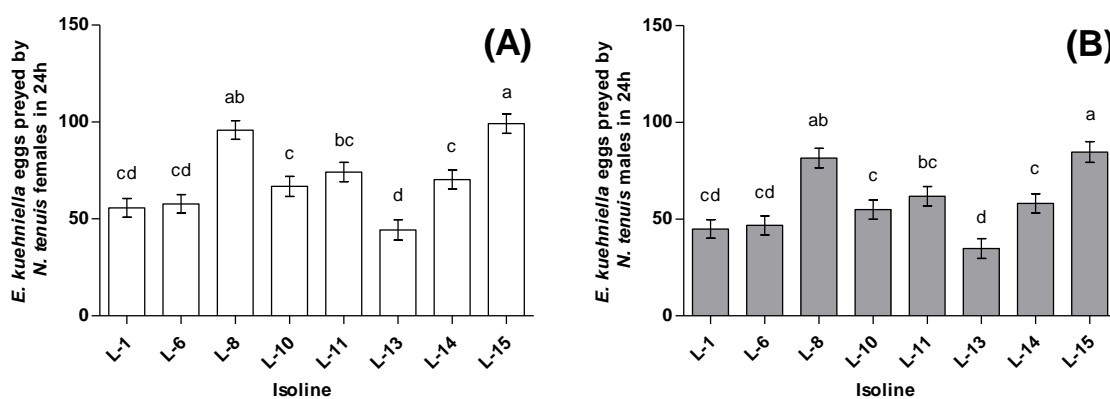 E. kuehniella eggs preyed by
N. tenuis females in 24h
150
100
50
0
(A)
cd
cd
ab
c
bc
d
c
a
L-1
L-6
L-8
L-10
L-11
L-13
L-14
L-15
Isoline
E. kuehniella eggs preyed by
N. tenuis males in 24h
150
100
50
0
(B)
cd
cd
ab
c
bc
d
c
a
L-1
L-6
L-8
L-10
L-11
L-13
L-14
L-15
Isoline